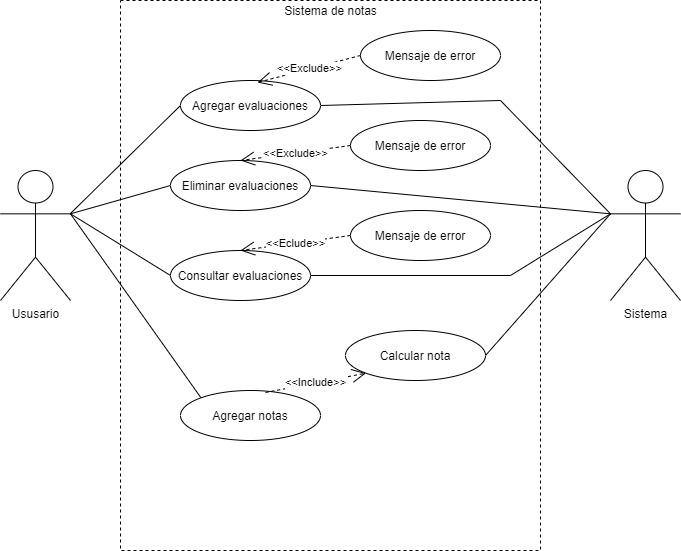 Sistema de notas
Mensaje de error
<<Exclude>>
Agregar evaluaciones
Mensaje de error
<<Exclude>>
Eliminar evaluaciones
Mensaje de error
<<Eclude>>
Consultar evaluaciones
Ususario
Sistema
Calcular nota
<<Include>>
Agregar notas